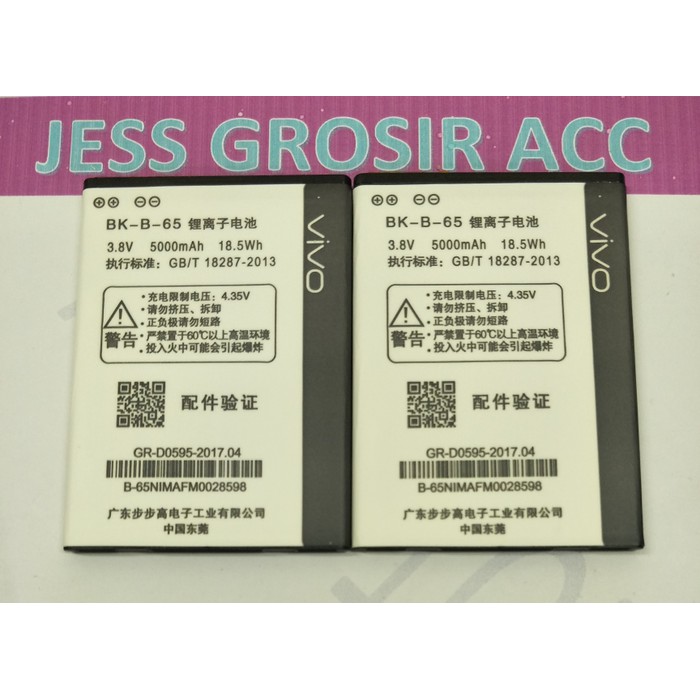 JESS GROSIR ACC
BK-B-65 锂离子电池
3.8V 5000mAh 18.5Wh
执行标准：GB/T 18287-2013
警告
•充电限制电压：4.35V
•请勿挤压、拆卸
•正负极请勿短路
•严禁置于60℃以上高温环境
•投入火中可能会引起爆炸
配件验证
GR-D0595-2017.04
B-65NIMAFM0028598
广东步步高电子工业有限公司
中国东莞
vivo
BK-B-65 锂离子电池
3.8V 5000mAh 18.5Wh
执行标准：GB/T 18287-2013
警告
•充电限制电压：4.35V
•请勿挤压、拆卸
•正负极请勿短路
•严禁置于60℃以上高温环境
•投入火中可能会引起爆炸
配件验证
GR-D0595-2017.04
B-65NIMAFM0028598
广东步步高电子工业有限公司
中国东莞
vivo